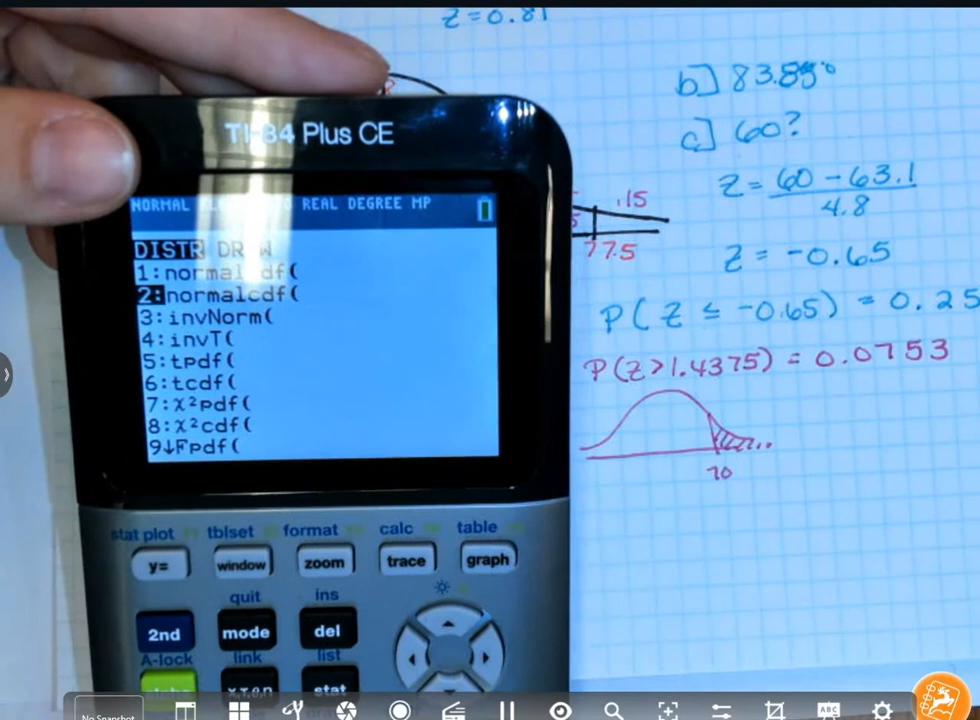 z=0.81
b] 83.85°
c] 60?
z = 60 - 63.1
4.8
z = -0.65
P( z ≤ -0.65) = 0.25
P(z>1.4375) = 0.0753
70
.15
77.5
TI-84 Plus CE
NORMAL REAL DEGREE MP
DISTR DRAW
1:normalpdf(
2:normalcdf(
3:invNorm(
4:invT(
5:tpdf(
6:tcdf(
7:χ²pdf(
8:χ²cdf(
9↓Fpdf(
stat plot tblset format calc table
y= window zoom trace graph
quit ins
2nd mode del
A-lock link list
X,T,θ,n stat
No Snapshot
ABC